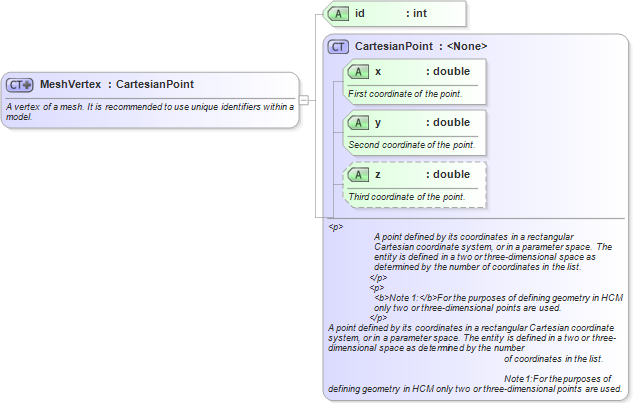 A id : int
CT CartesianPoint : <None>
A x : double
First coordinate of the point.
CT MeshVertex : CartesianPoint
A vertex of a mesh. It is recommended to use unique identifiers within a
model.
A y : double
Second coordinate of the point.
A z : double
Third coordinate of the point.
<p>
A point defined by its coordinates in a rectangular
Cartesian coordinate system, or in a parameter space. The
entity is defined in a two or three-dimensional space as
determined by the number of coordinates in the list.
</p>
<p>
<b>Note 1:</b>For the purposes of defining geometry in HCM
only two or three-dimensional points are used.
</p>
A point defined by its coordinates in a rectangular Cartesian coordinate
system, or in a parameter space. The entity is defined in a two or three-
dimensional space as determined by the number
of coordinates in the list.
Note 1:For the purposes of
defining geometry in HCM only two or three-dimensional points are used.